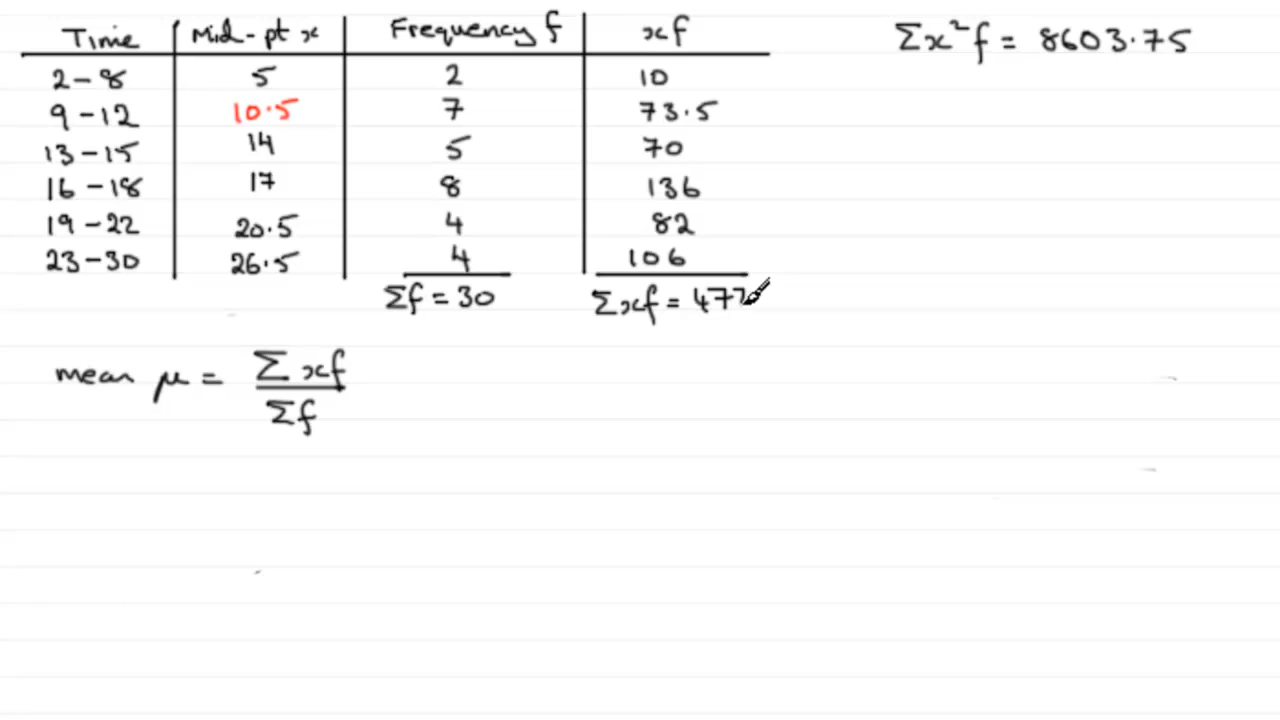 Time Mid-pt x Frequency f xf Σx²f = 8603.75
2-8 5 2 10
9-12 10.5 7 73.5
13-15 14 5 70
16-18 17 8 136
19-22 20.5 4 82
23-30 26.5 4 106
Σf = 30 Σxf = 477
mean μ = Σxf
Σf